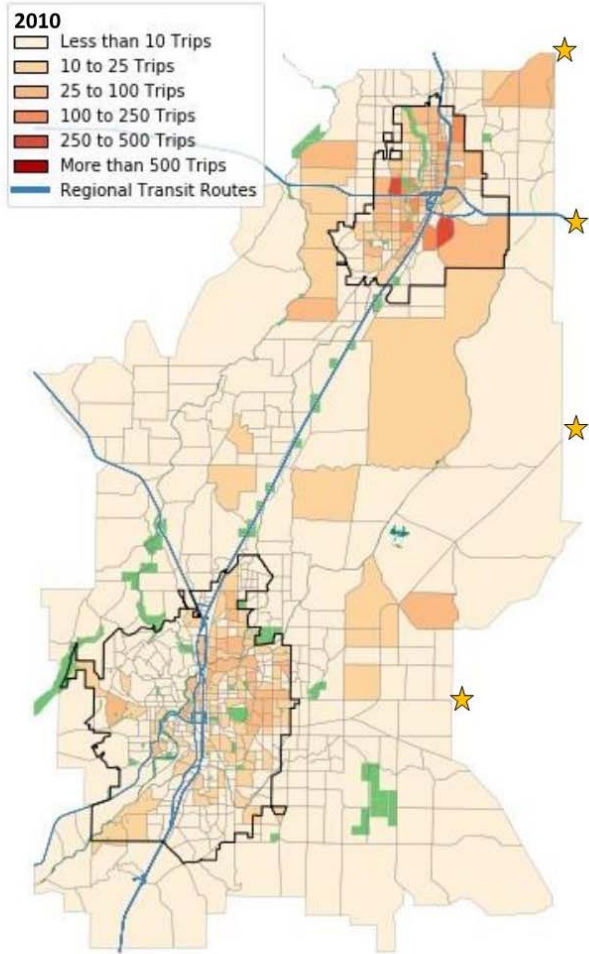 2010
Less than 10 Trips
10 to 25 Trips
25 to 100 Trips
100 to 250 Trips
250 to 500 Trips
More than 500 Trips
Regional Transit Routes